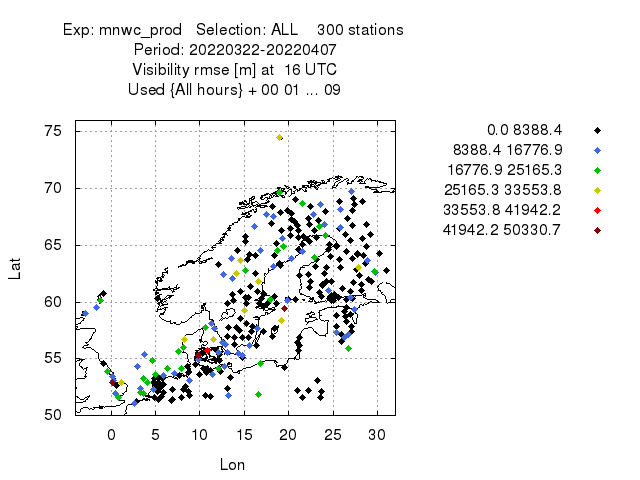 Exp: mnwc_prod Selection: ALL 300 stations
Period: 20220322-20220407
Visibility rmse [m] at 16 UTC
Used {All hours} + 00 01 ... 09
0.0 8388.4
8388.4 16776.9
16776.9 25165.3
25165.3 33553.8
33553.8 41942.2
41942.2 50330.7
75
70
65
60
55
50
Lat
0 5 10 15 20 25 30
Lon